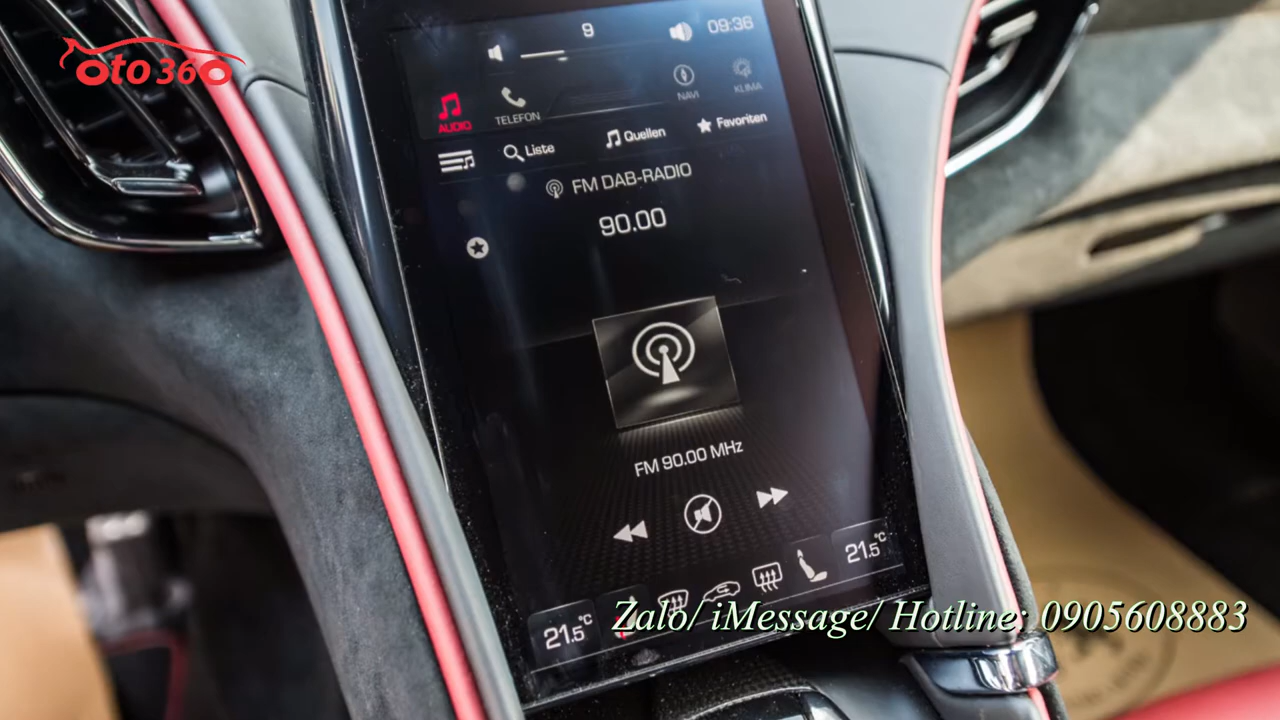 oto360
9
09:36
AUDIO
TELEFON
NAVI
KLIMA
Liste
Quellen
Favoriten
FM DAB-RADIO
90.00
FM 90.00 MHz
21.5°C
21.5°C
Zalo/ iMessage/ Hotline: 0905608883